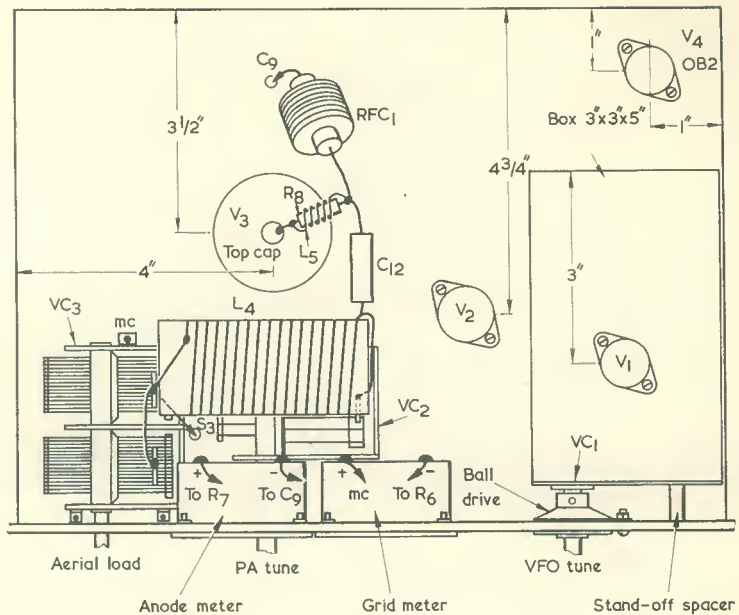 C9
RFC1
1"
V4
OB2
3 1/2"
Box 3"x3"x5"
1"
4 3/4"
R8
V3
Top cap
L5
C12
3"
4"
VC3
mc
L4
V2
V1
S3
VC2
VC1
+
-
+
-
To R7
To C9
mc
To R6
Ball
drive
Aerial load
PA tune
VFO tune
Anode meter
Grid meter
Stand-off spacer